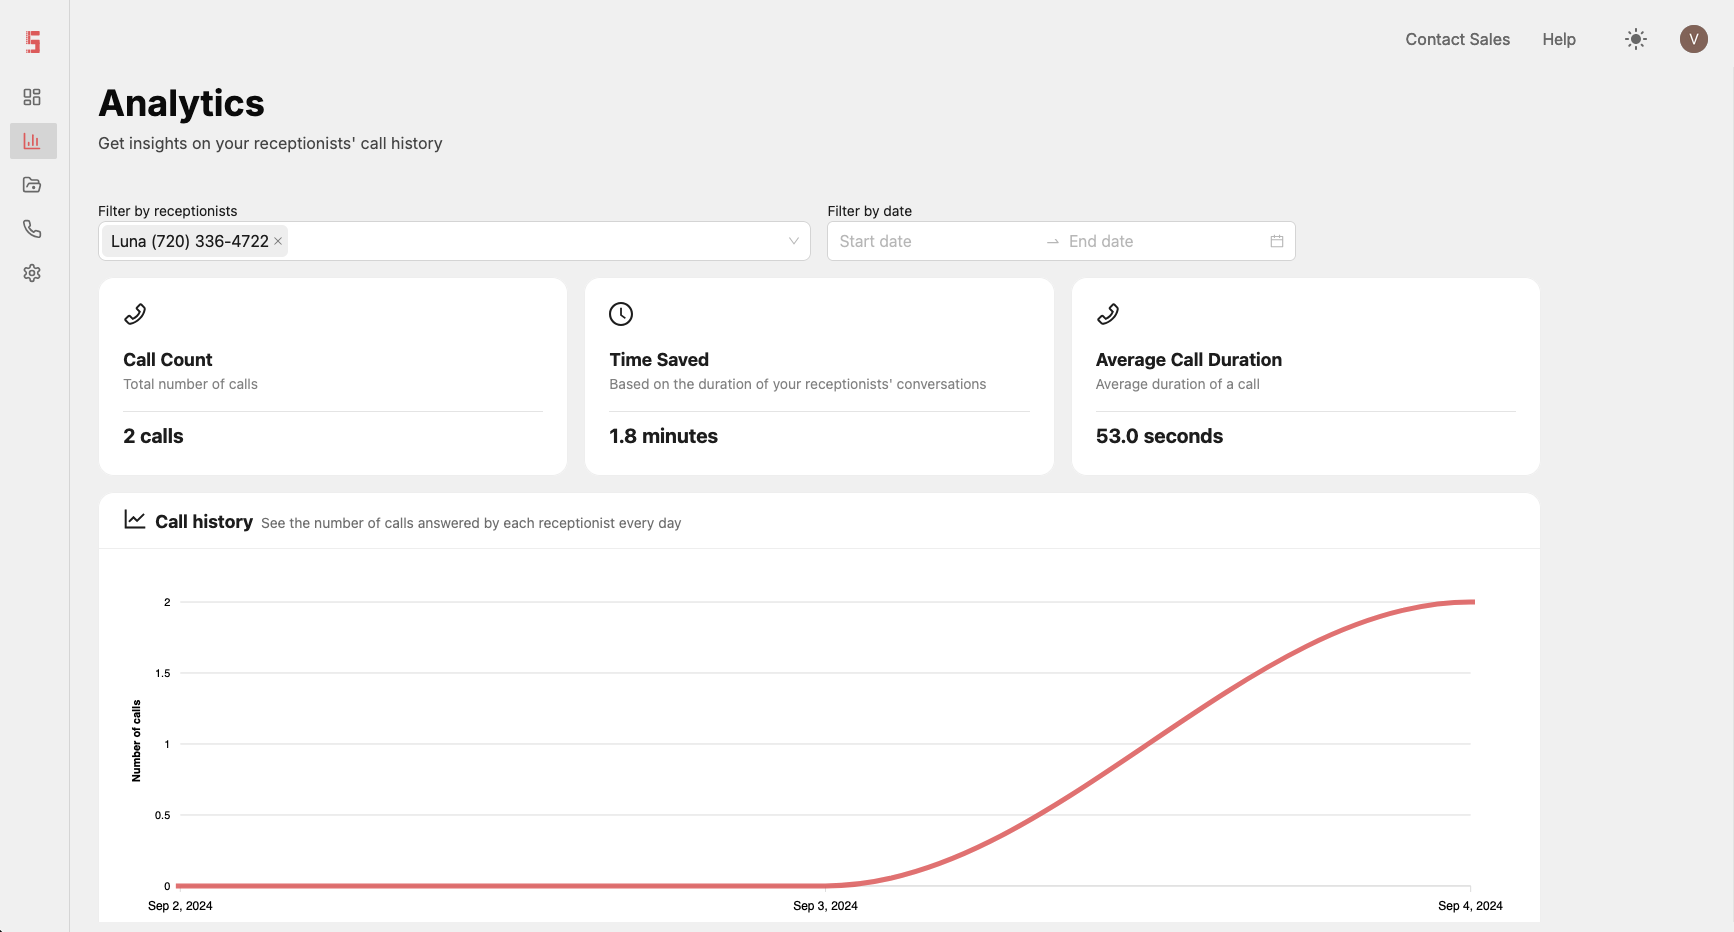 Contact Sales Help V
Analytics
Get insights on your receptionists' call history
Filter by receptionists
Luna (720) 336-4722
Filter by date
Start date End date
Call Count
Total number of calls
2 calls
Time Saved
Based on the duration of your receptionists' conversations
1.8 minutes
Average Call Duration
Average duration of a call
53.0 seconds
Call history See the number of calls answered by each receptionist every day
Number of calls
2
1.5
1
0.5
0
Sep 2, 2024 Sep 3, 2024 Sep 4, 2024